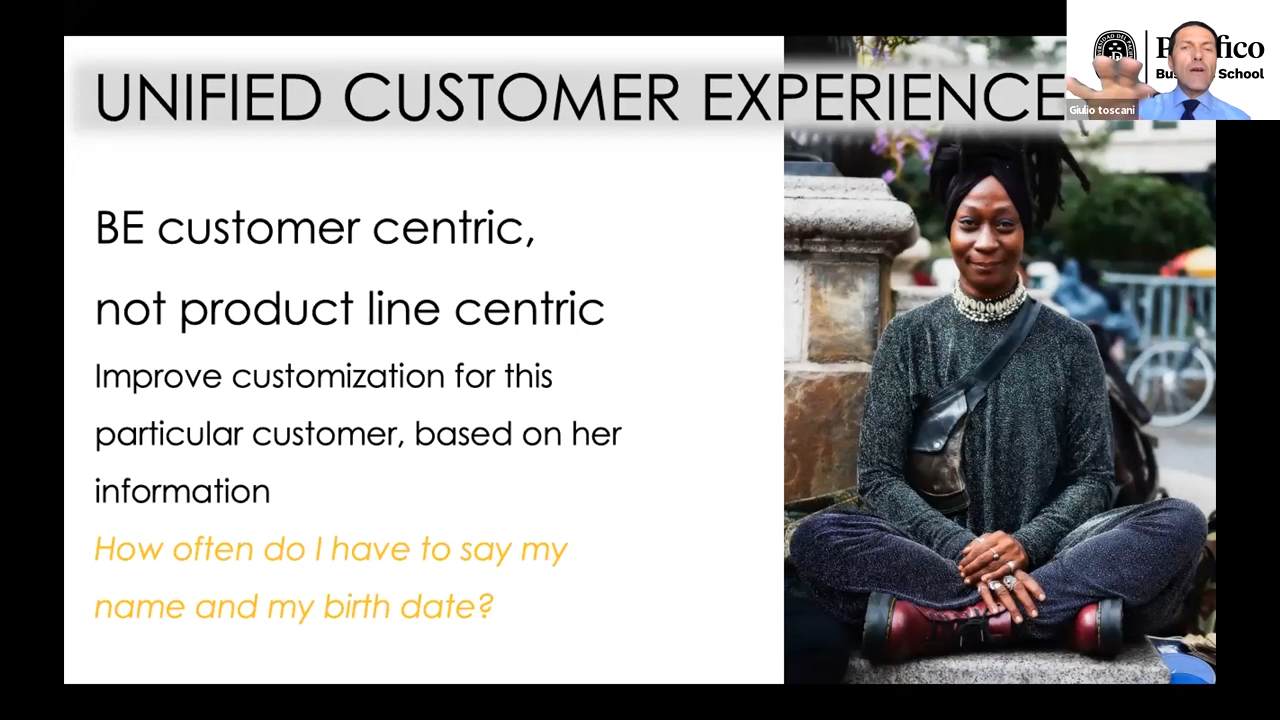 UNIFIED CUSTOMER EXPERIENCE
BE customer centric,
not product line centric
Improve customization for this
particular customer, based on her
information
How often do I have to say my
name and my birth date?
Giulio toscani
School